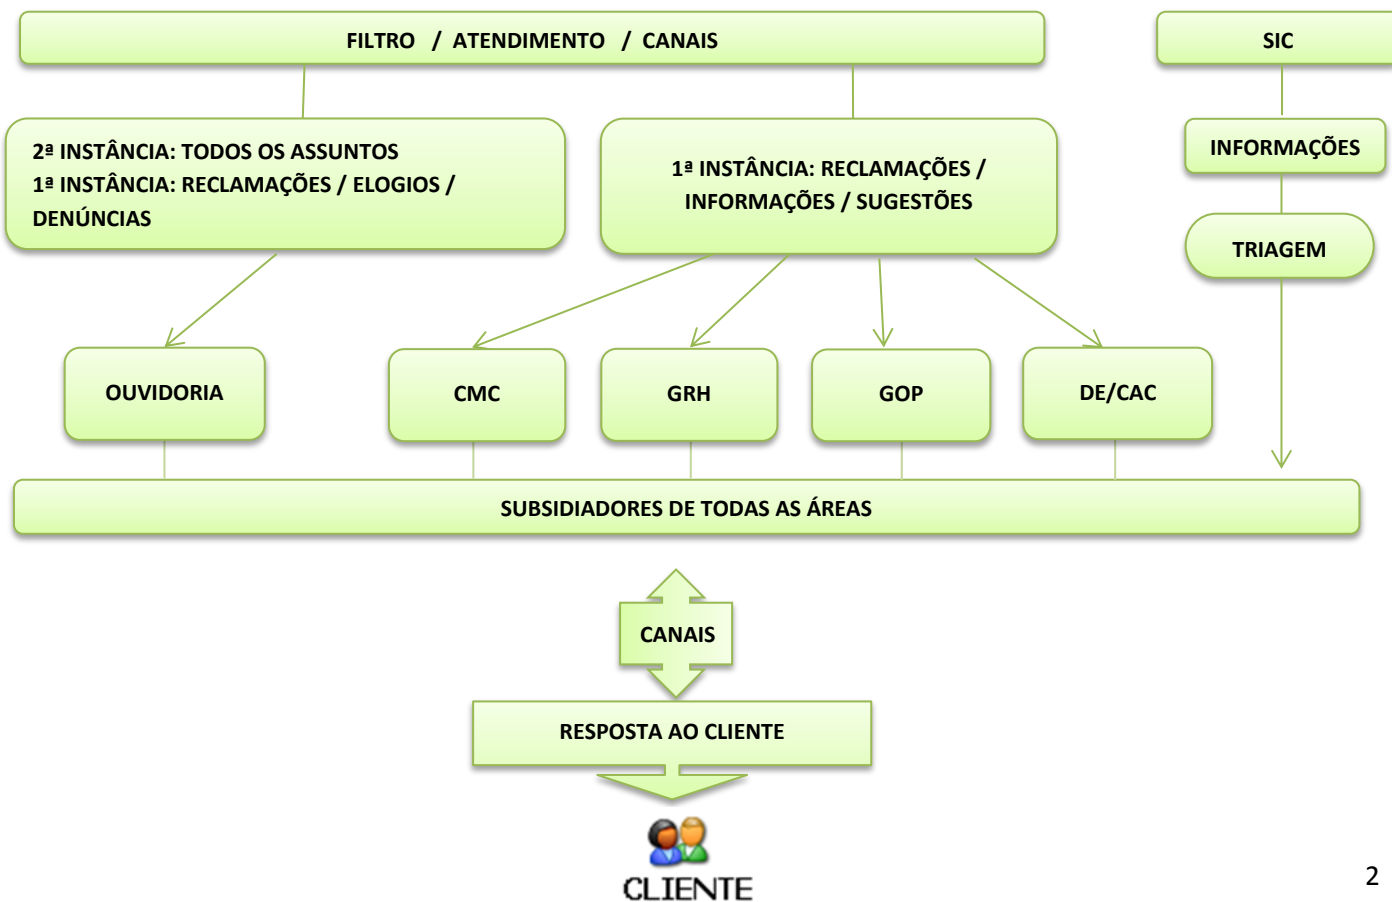 FILTRO / ATENDIMENTO / CANAIS
SIC
2ª INSTÂNCIA: TODOS OS ASSUNTOS
1ª INSTÂNCIA: RECLAMAÇÕES / ELOGIOS /
DENÚNCIAS
1ª INSTÂNCIA: RECLAMAÇÕES /
INFORMAÇÕES / SUGESTÕES
INFORMAÇÕES
TRIAGEM
OUVIDORIA
CMC
GRH
GOP
DE/CAC
SUBSIDIADORES DE TODAS AS ÁREAS
CANAIS
RESPOSTA AO CLIENTE
CLIENTE
2